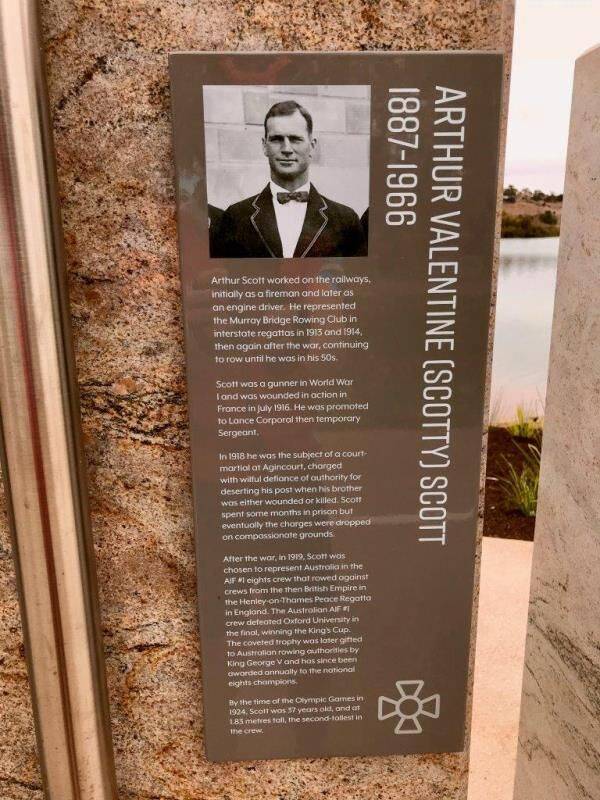 ARTHUR VALENTINE (SCOTTY) SCOTT
1887-1966
Arthur Scott worked on the railways,
initially as a fireman and later as
an engine driver. He represented
the Murray Bridge Rowing Club in
interstate regattas in 1913 and 1914,
then again after the war, continuing
to row until he was in his 50s.
Scott was a gunner in World War
I and was wounded in action in
France in July 1916. He was promoted
to Lance Corporal then temporary
Sergeant.
In 1918 he was the subject of a court-
martial at Agincourt, charged
with wilful defiance of authority for
deserting his post when his brother
was either wounded or killed. Scott
spent some months in prison but
eventually the charges were dropped
on compassionate grounds.
After the war, in 1919, Scott was
chosen to represent Australia in the
AIF #1 eights crew that rowed against
crews from the then British Empire in
the Henley-on-Thames Peace Regatta
in England. The Australian AIF #1
crew defeated Oxford University in
the final, winning the King's Cup.
The coveted trophy was later gifted
to Australian rowing authorities by
King George V and has since been
awarded annually to the national
eights champions.
By the time of the Olympic Games in
1924, Scott was 37 years old, and at
1.83 metres tall, the second-tallest in
the crew.